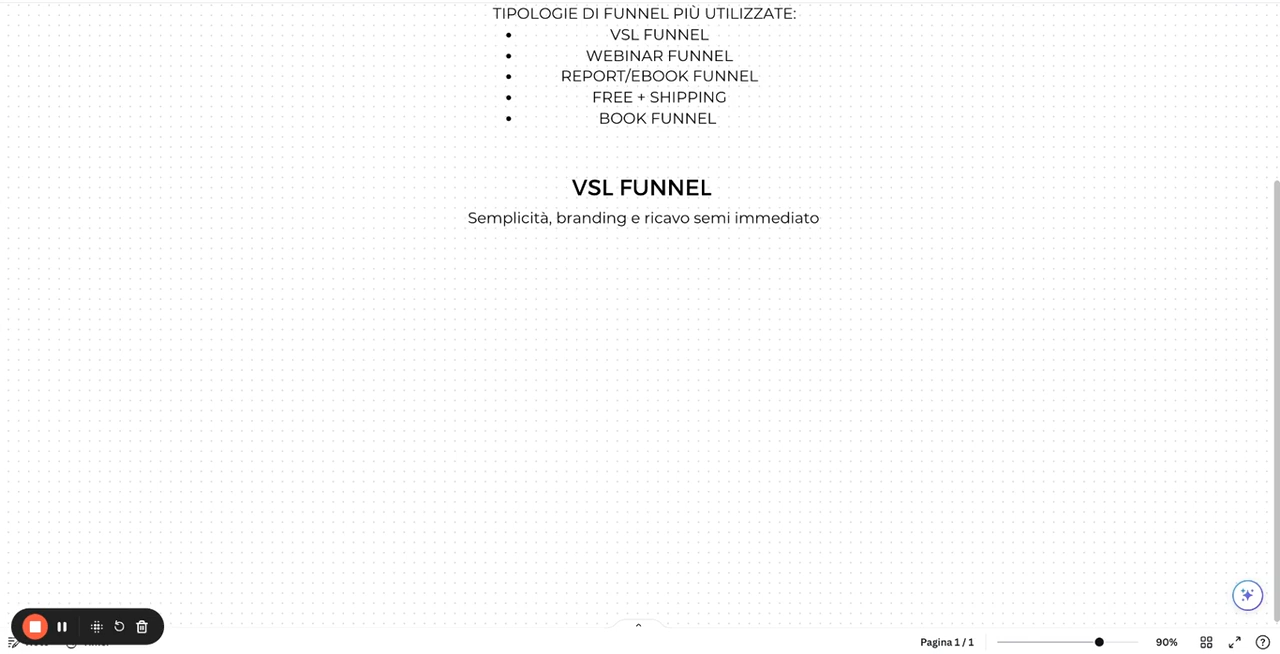 TIPOLOGIE DI FUNNEL PIÙ UTILIZZATE:
• VSL FUNNEL
• WEBINAR FUNNEL
• REPORT/EBOOK FUNNEL
• FREE + SHIPPING
• BOOK FUNNEL
VSL FUNNEL
Semplicità, branding e ricavo semi immediato
Pagina 1 / 1
90%